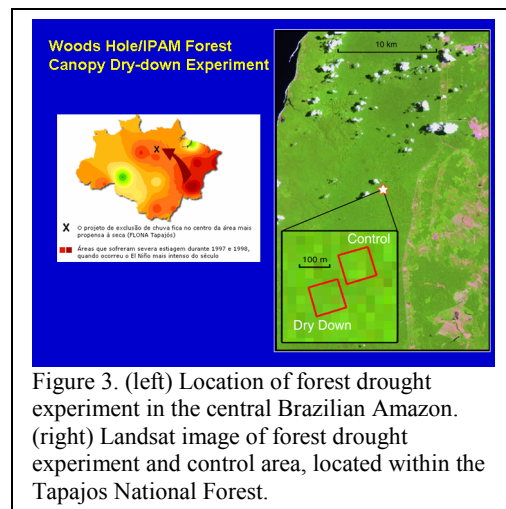 Woods Hole/IPAM Forest
Canopy Dry-down Experiment
X
X O projeto de exclusão de chuva fica no centro da área mais
propensa á seca (FLONA Tapajós)
Áreas que sofreram severa estiagem durante 1997 e 1998,
quando ocorreu o El Niño mais intenso do século
10 km
Control
100 m
Dry Down
Figure 3. (left) Location of forest drought
experiment in the central Brazilian Amazon.
(right) Landsat image of forest drought
experiment and control area, located within the
Tapajos National Forest.